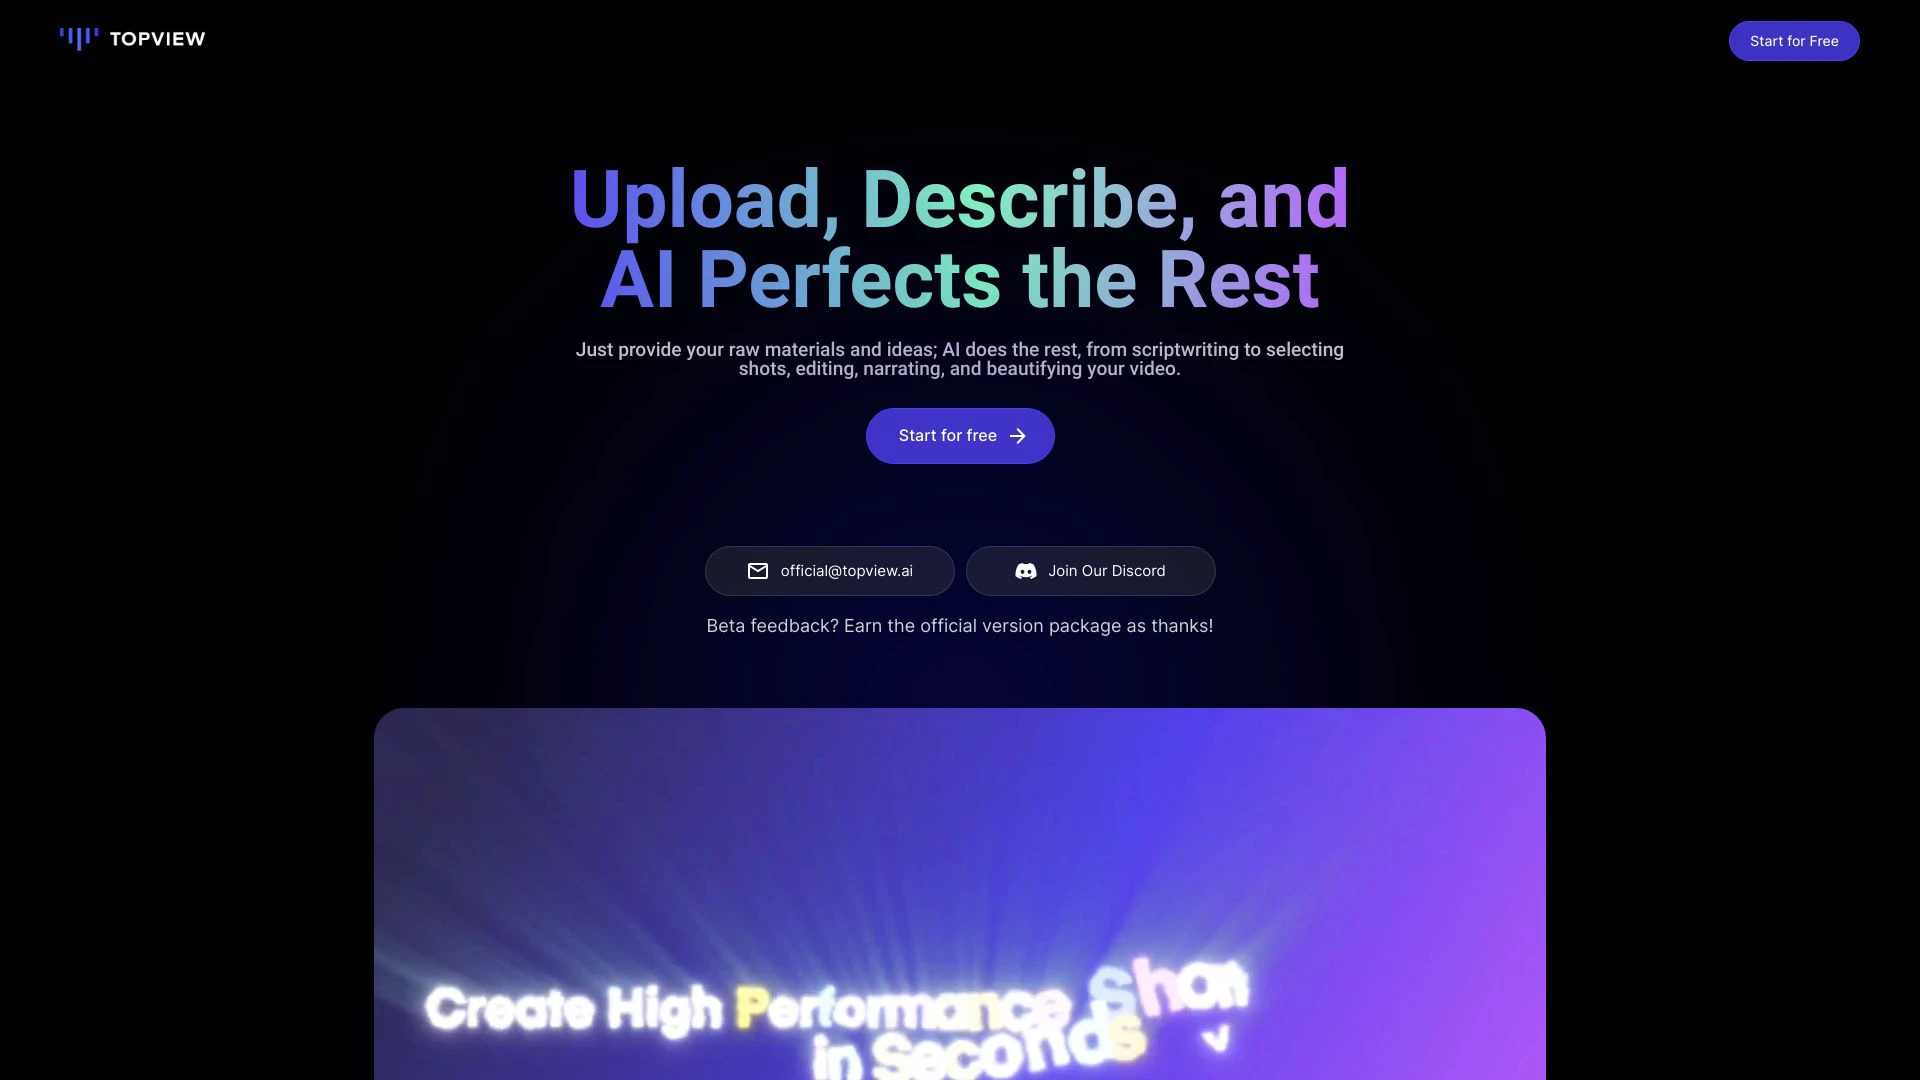 TOPVIEW
Start for Free
Upload, Describe, and
AI Perfects the Rest
Just provide your raw materials and ideas; AI does the rest, from scriptwriting to selecting
shots, editing, narrating, and beautifying your video.
Start for free
official@topview.ai
Join Our Discord
Beta feedback? Earn the official version package as thanks!
Create High Performance Short
in Seconds